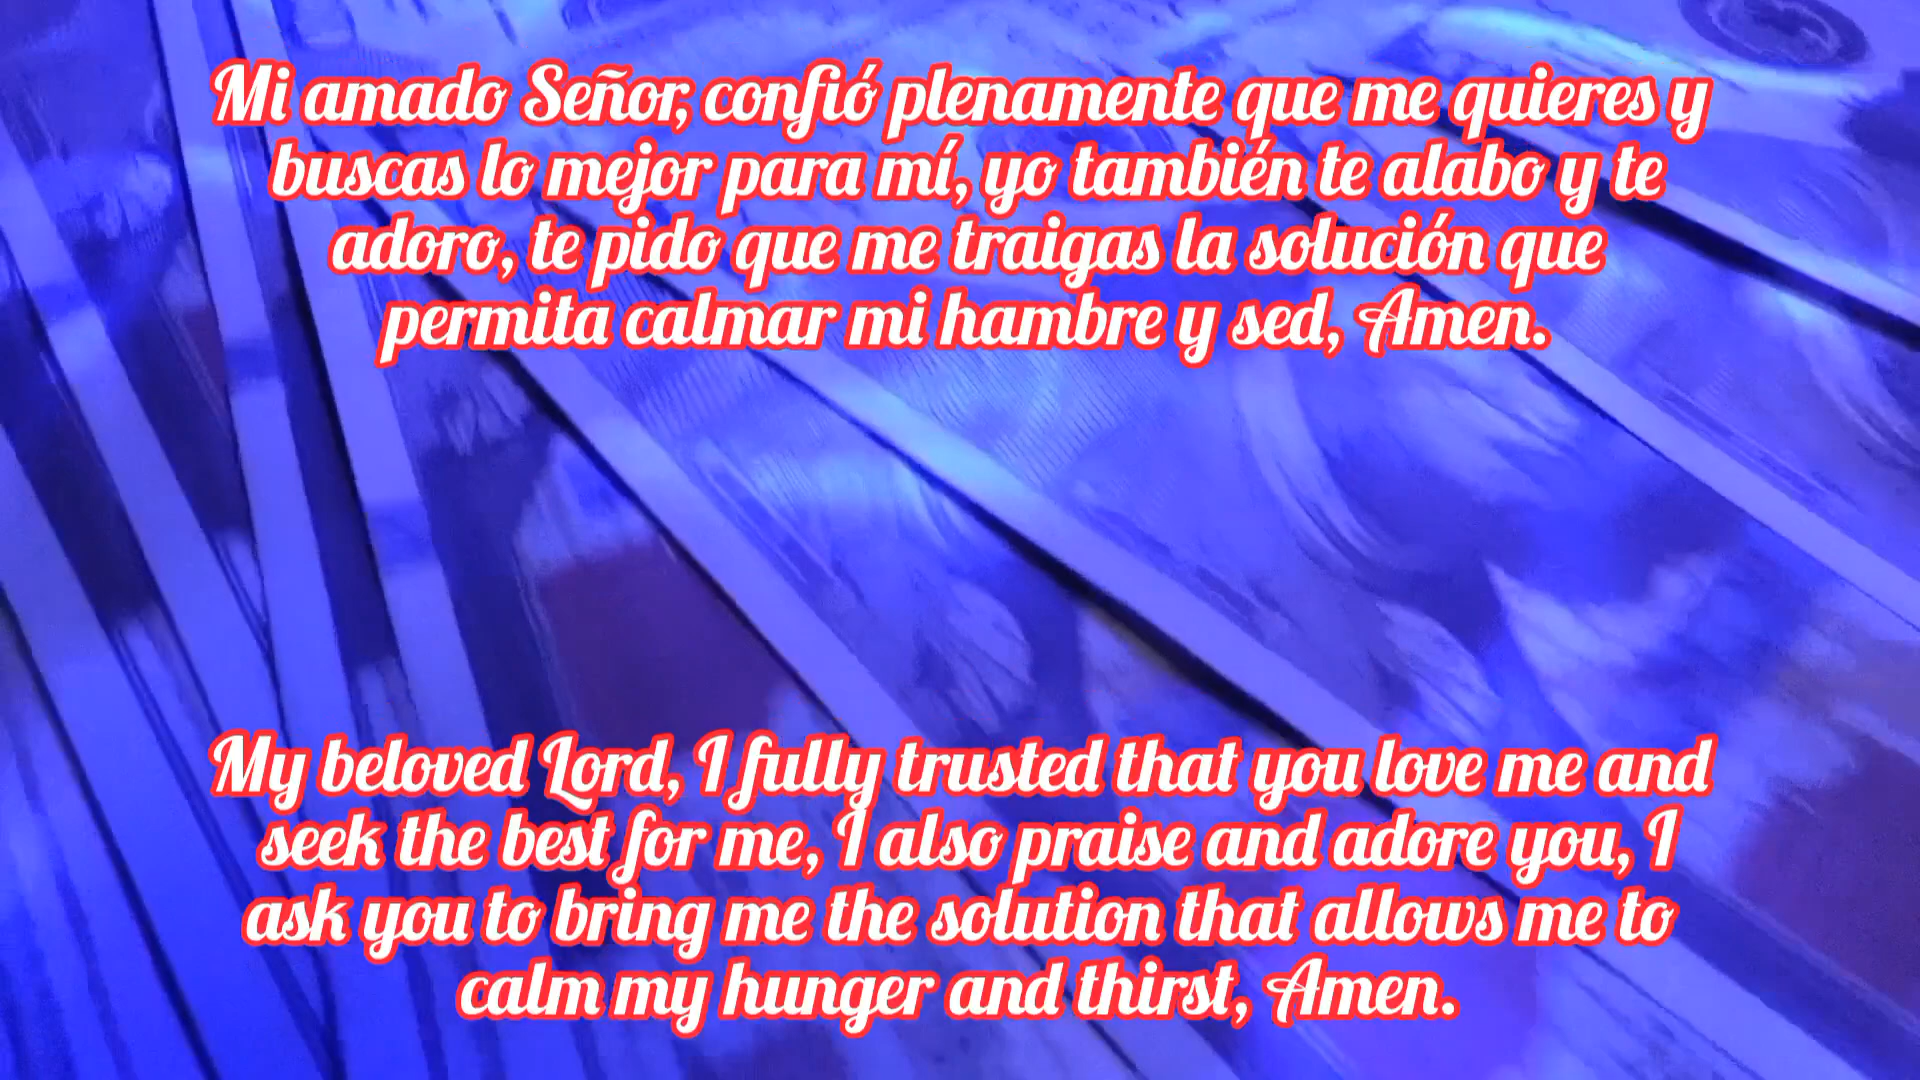 Mi amado Señor, confió plenamente que me quieres y
buscas lo mejor para mí, yo también te alabo y te
adoro, te pido que me traigas la solución que
permita calmar mi hambre y sed, Amen.
My beloved Lord, I fully trusted that you love me and
seek the best for me, I also praise and adore you, I
ask you to bring me the solution that allows me to
calm my hunger and thirst, Amen.